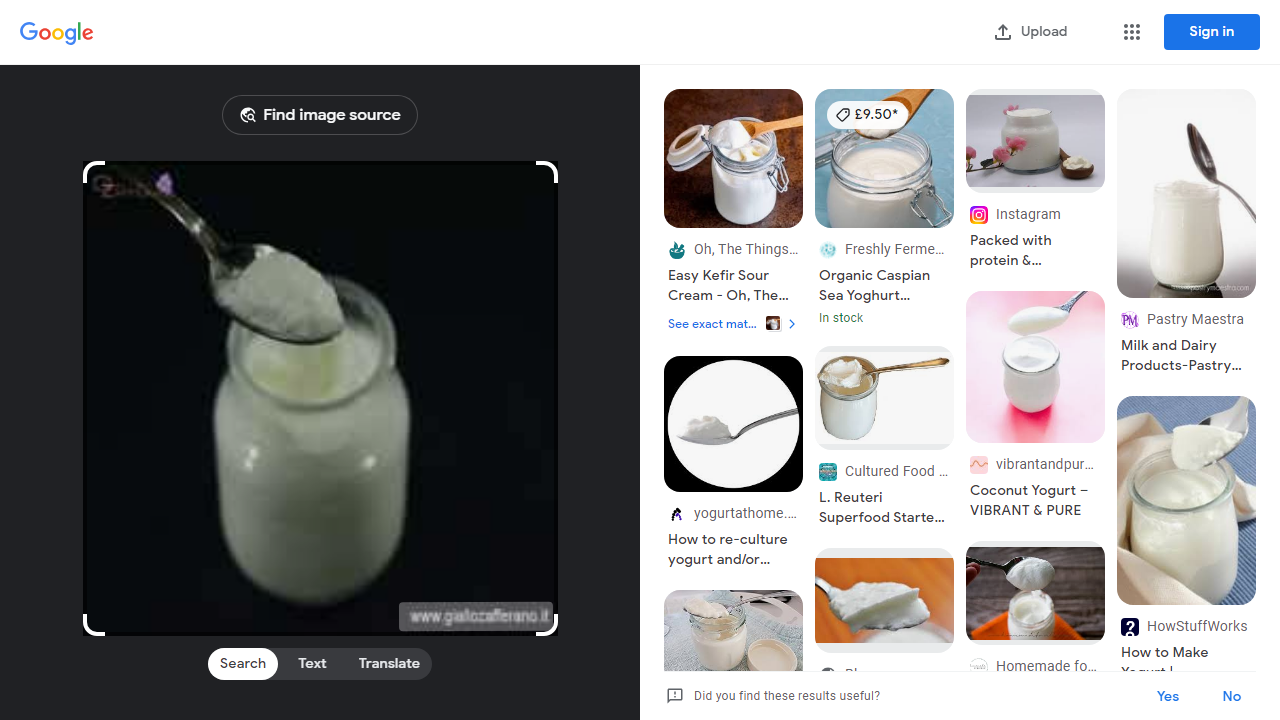 Google
Upload
Sign in
Find image source
www.giallozafferano.it
Search
Text
Translate
£9.50*
Oh, The Things...
Easy Kefir Sour
Cream - Oh, The...
See exact mat...
yogurtathome....
How to re-culture
yogurt and/or...
Freshly Ferme...
Organic Caspian
Sea Yoghurt...
In stock
Cultured Food ...
L. Reuteri
Superfood Starte...
Instagram
Packed with
protein &...
vibrantandpur...
Coconut Yogurt –
VIBRANT & PURE
Homemade fo...
Pastry Maestra
Milk and Dairy
Products-Pastry...
HowStuffWorks
How to Make
Yogurt |
Did you find these results useful?
Yes
No